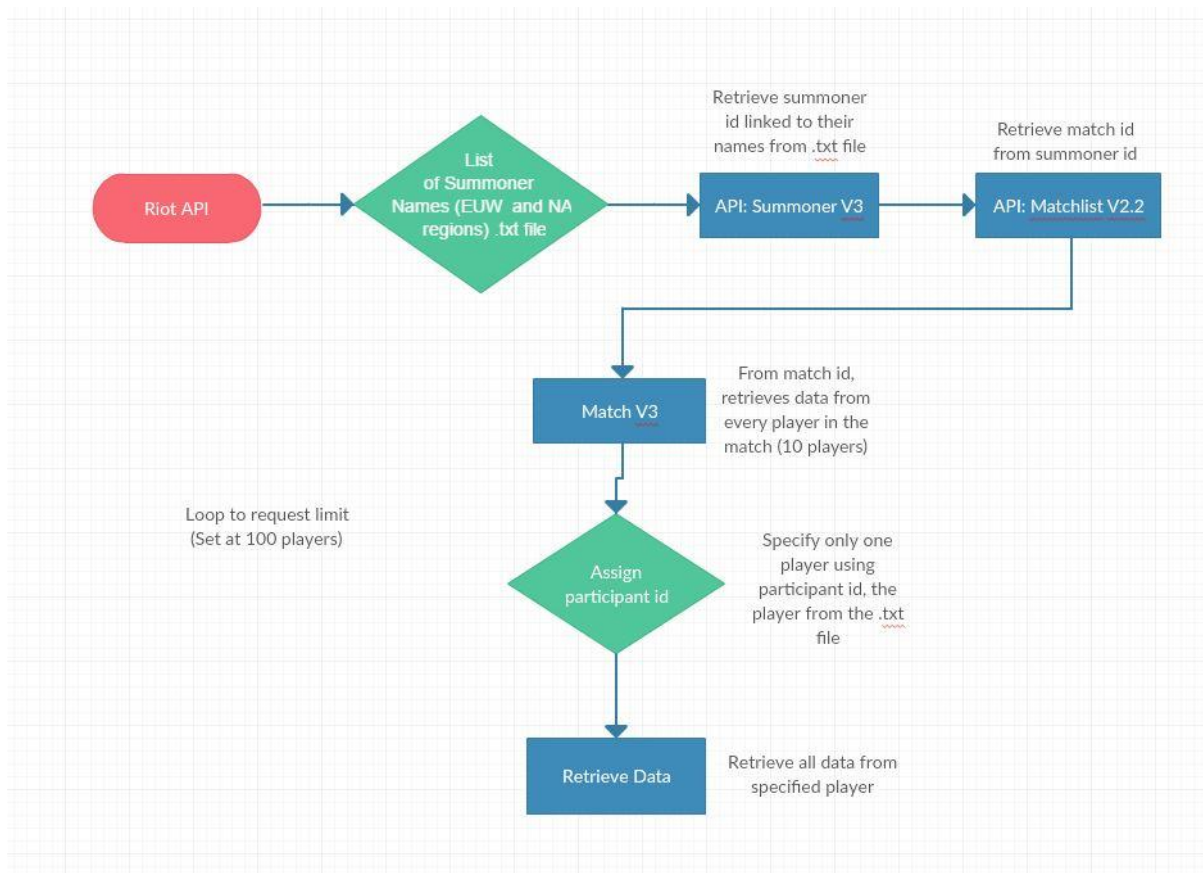 Riot API
List
of Summoner
Names (EUW and NA
regions) .txt file
Retrieve summoner
id linked to their
names from .txt file
API: Summoner V3
Retrieve match id
from summoner id
API: Matchlist V2.2
Match V3
From match id,
retrieves data from
every player in the
match (10 players)
Loop to request limit
(Set at 100 players)
Assign
participant id
Specify only one
player using
participant id, the
player from the .txt
file
Retrieve Data
Retrieve all data from
specified player